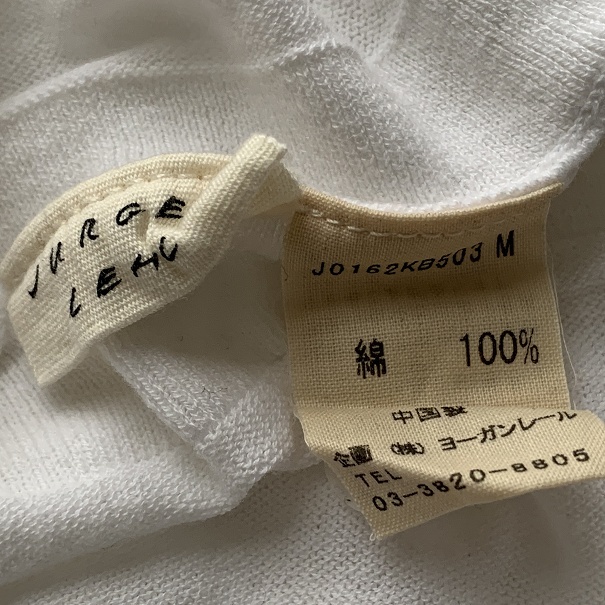 JURGE
LEHL
J0162KB503 M
綿 100%
中国製
企画 (株) ヨーガンレール
TEL
03-3820-8805